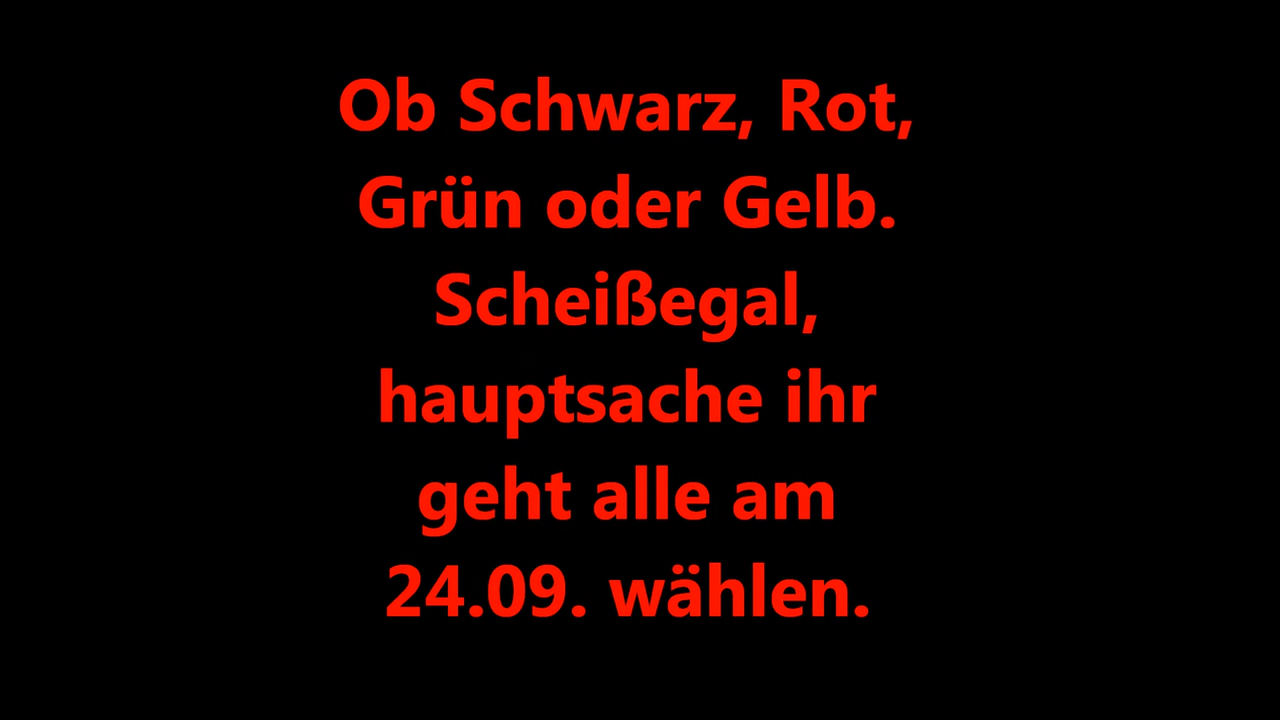 Ob Schwarz, Rot,
Grün oder Gelb.
Scheißegal,
hauptsache ihr
geht alle am
24.09. wählen.